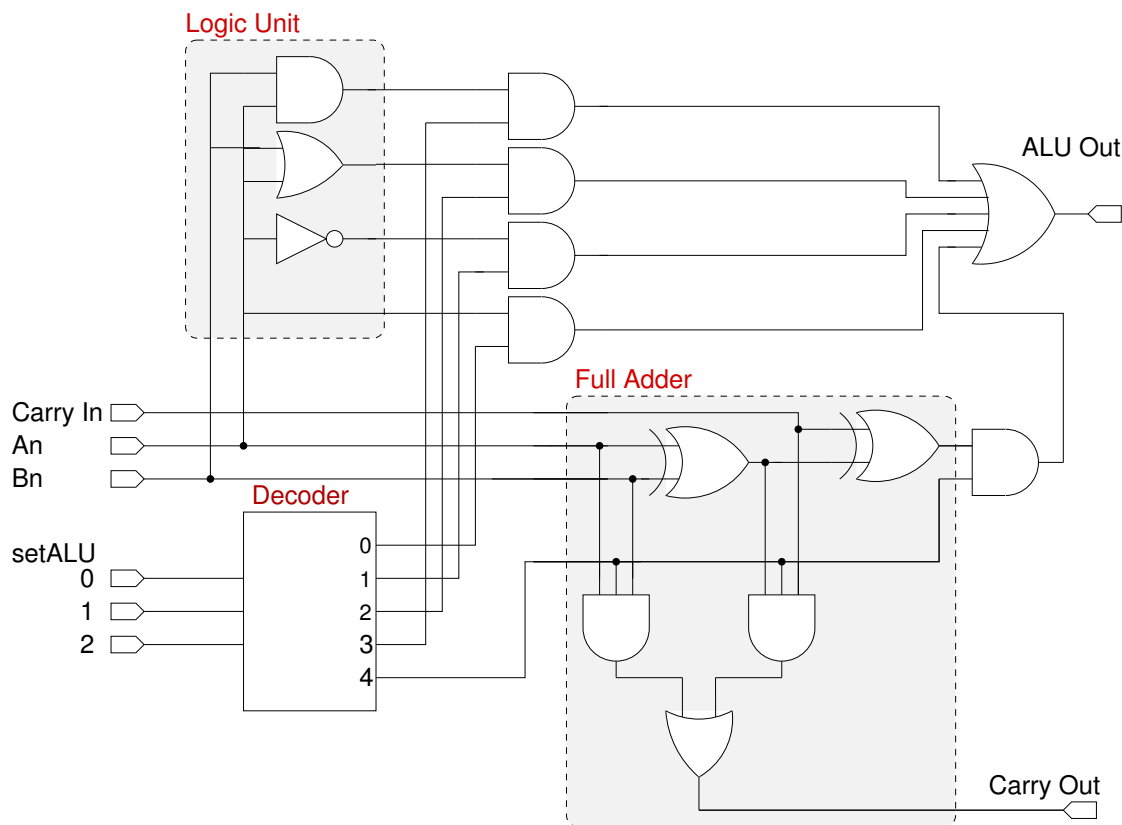 Logic Unit
ALU Out
Full Adder
Carry In
An
Bn
Decoder
setALU
0
1
2
0
1
2
3
4
Carry Out